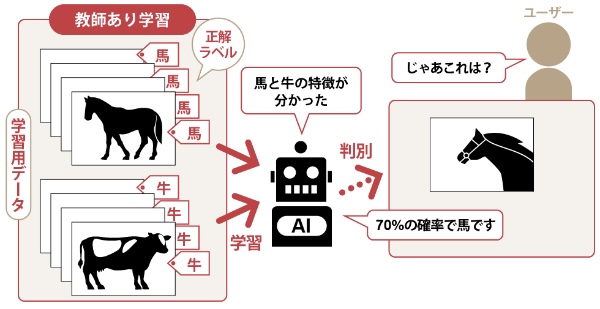 教師あり学習
正解
ラベル
学習用データ
馬
馬
馬
馬
牛
牛
牛
牛
学習
馬と牛の特徴が
分かった
AI
判別
ユーザー
じゃあこれは？
70%の確率で馬です